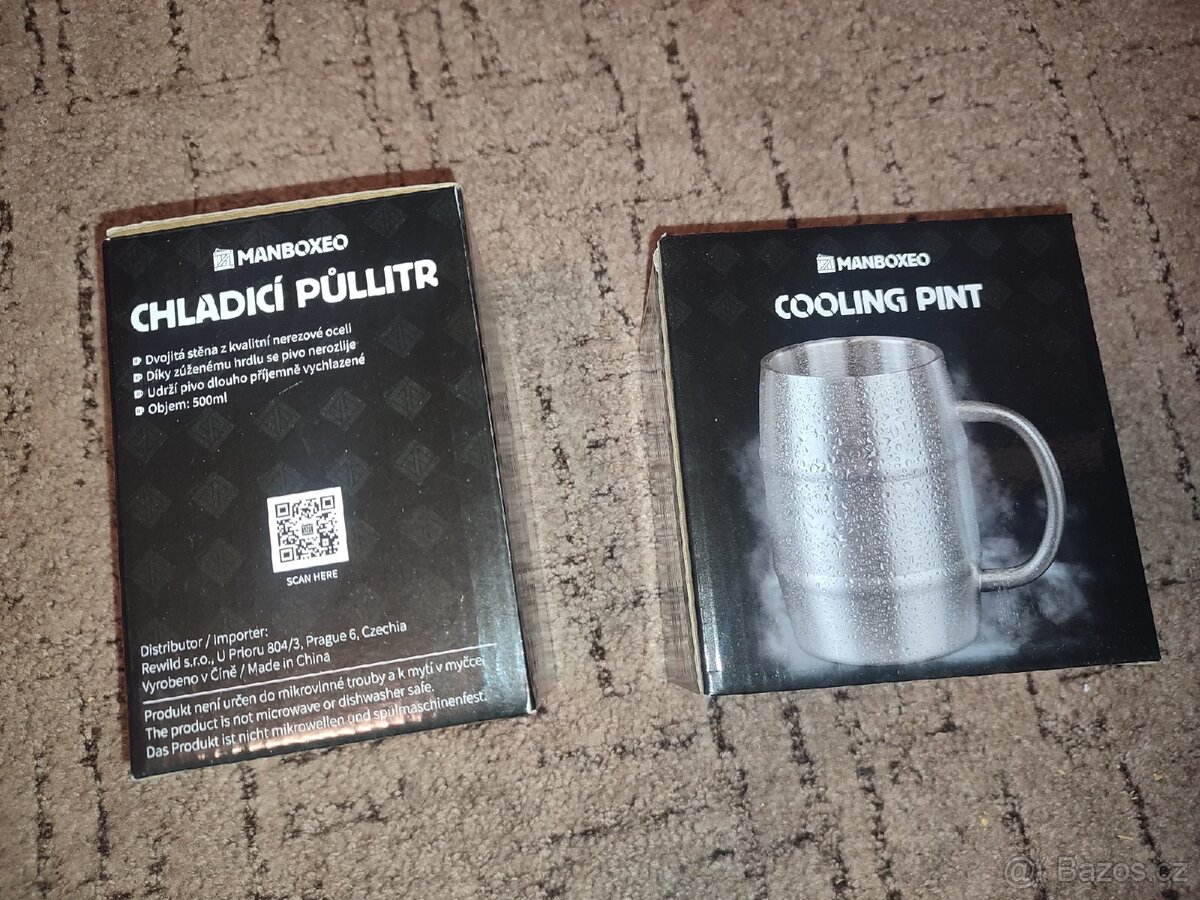 MANBOXEO
CHLADICÍ PŮLLITR
Dvojitá stěna z kvalitní nerezové oceli
Díky zúženému hrdlu se pivo nerozlije
Udrží pivo dlouho příjemně vychlazené
Objem: 500ml
SCAN HERE
Distributor / Importer:
Rewild s.r.o., U Prioru 804/3, Prague 6, Czechia
Vyrobeno v Číně / Made in China
Produkt není určen do mikrovlnné trouby a k mytí v myčce.
The product is not microwave or dishwasher safe.
Das Produkt ist nicht mikrowellen und spülmaschinenfest.
MANBOXEO
COOLING PINT
@ Bazos.cz